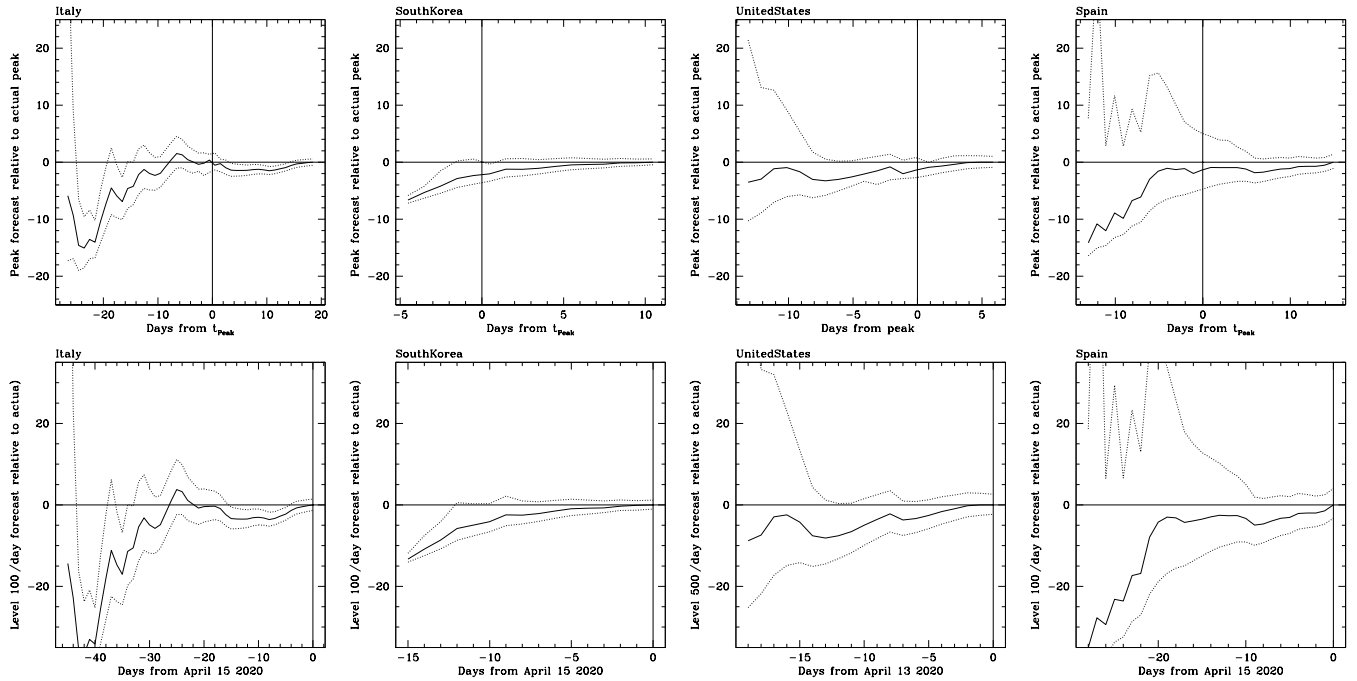 Italy
Peak forecast relative to actual peak
20
10
0
−10
−20
−20 −10 0 10 20
Days from tPeak
SouthKorea
Peak forecast relative to actual peak
20
10
0
−10
−20
−5 0 5 10
Days from tPeak
UnitedStates
Peak forecast relative to actual peak
20
10
0
−10
−20
−10 −5 0 5
Days from peak
Spain
Peak forecast relative to actual peak
20
10
0
−10
−20
−10 0 10
Days from tPeak
Italy
Level 100/day forecast relative to actua)
20
0
−20
−40 −30 −20 −10 0
Days from April 15 2020
SouthKorea
Level 100/day forecast relative to actua)
20
0
−20
−15 −10 −5 0
Days from April 15 2020
UnitedStates
Level 500/day forecast relative to actua)
20
0
−20
−15 −10 −5 0
Days from April 13 2020
Spain
Level 100/day forecast relative to actua)
20
0
−20
−20 −10 0
Days from April 15 2020